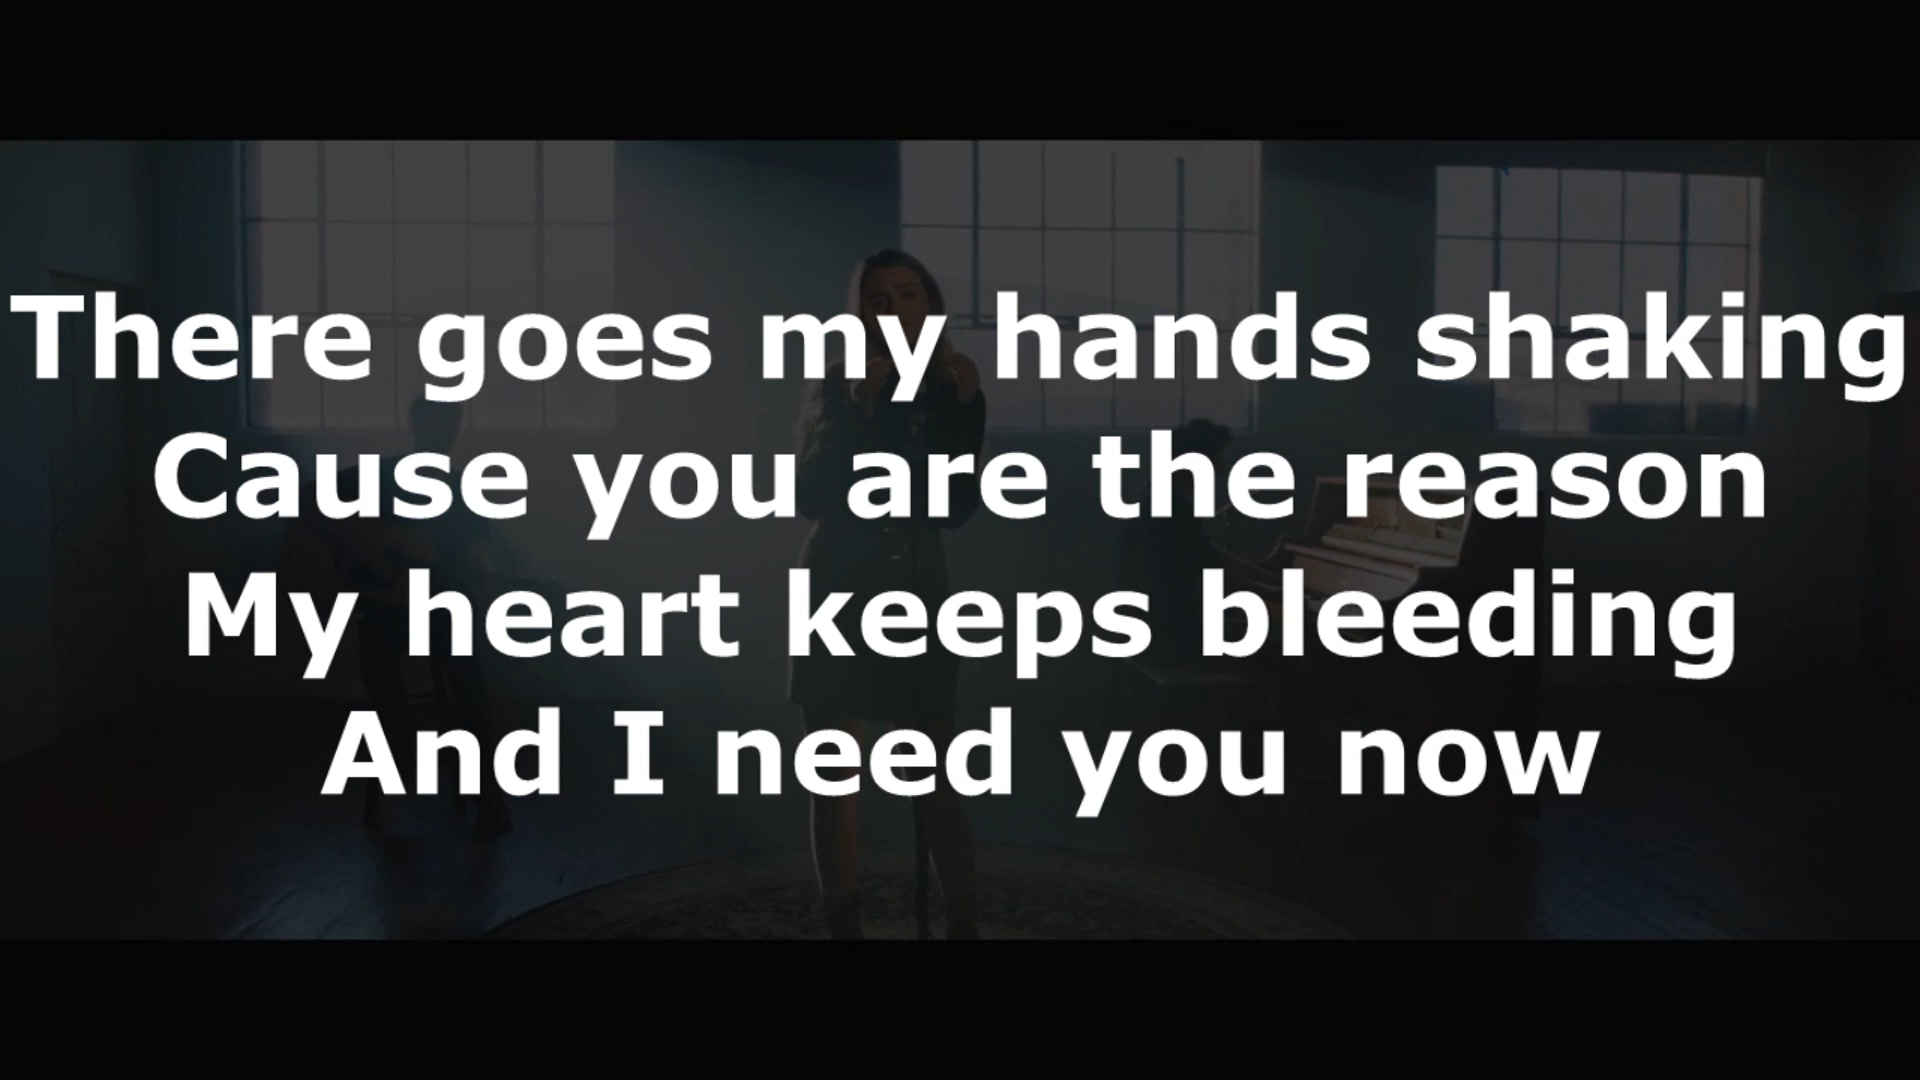 There goes my hands shaking
Cause you are the reason
My heart keeps bleeding
And I need you now